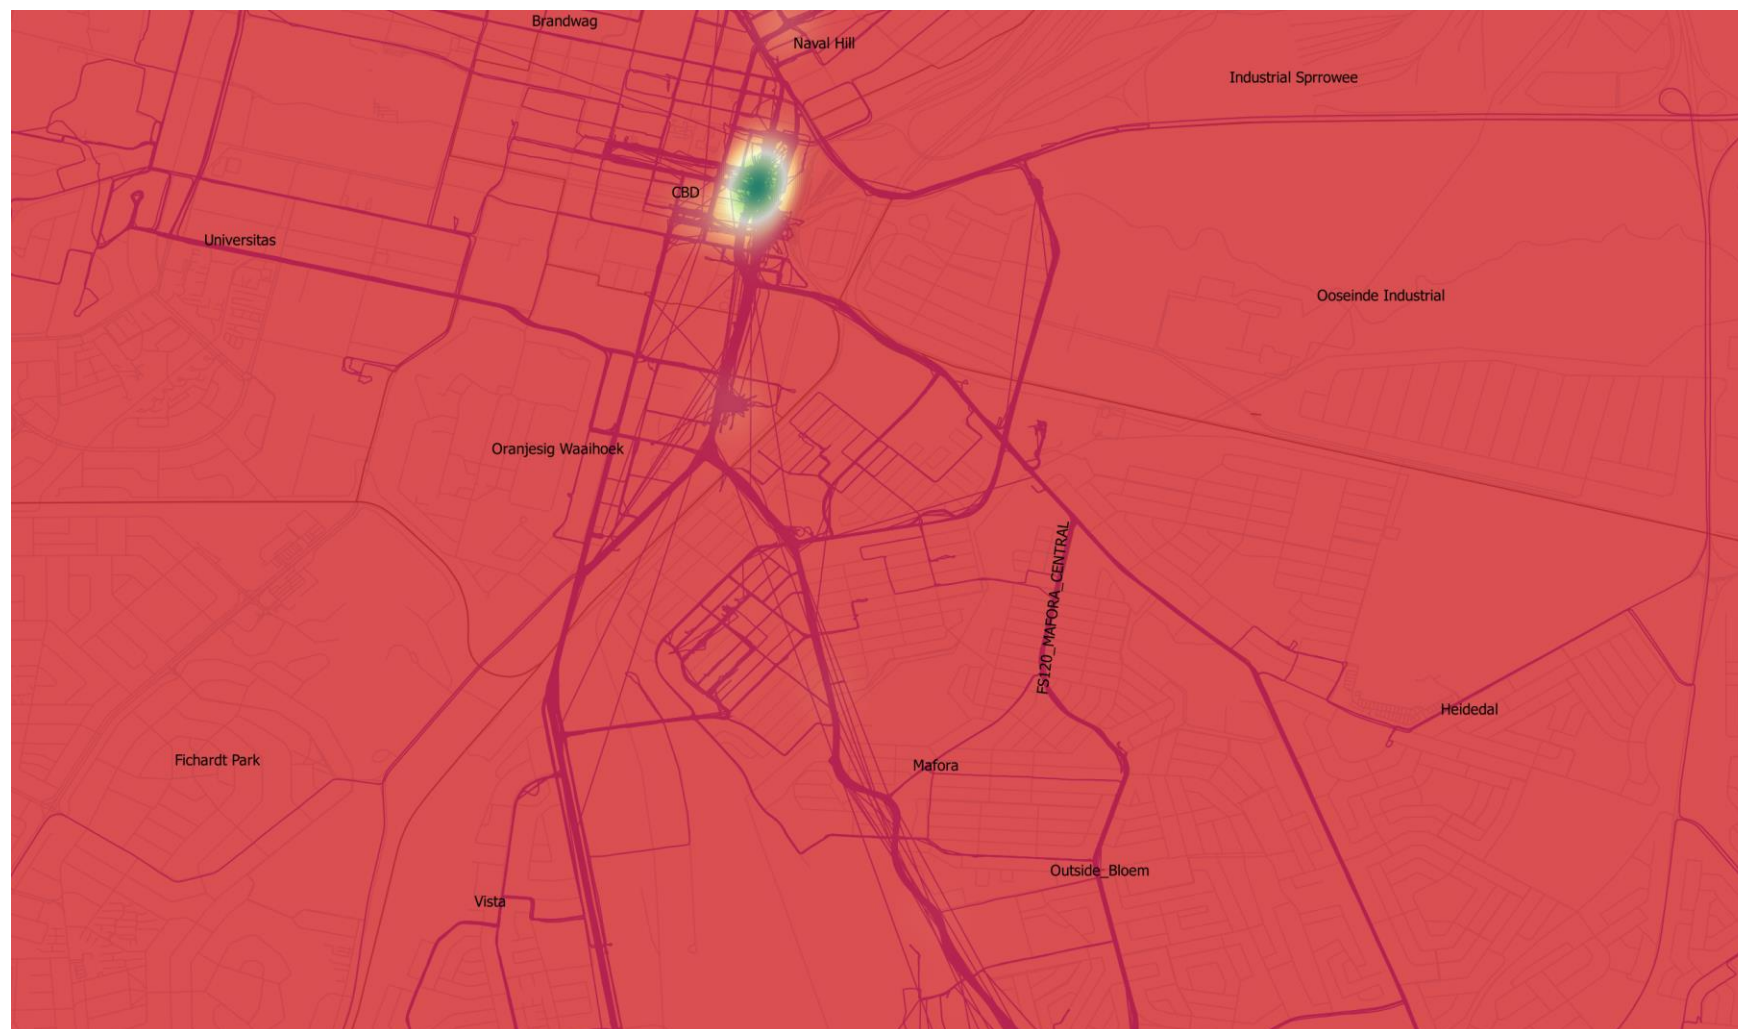 Brandwag
Naval Hill
Industrial Sprrowee
CBD
Universitas
Ooseinde Industrial
Oranjesig Waaihoek
FS120_MAFORA_CENTRAL
Heidedal
Fichardt Park
Mafora
Outside_Bloem
Vista